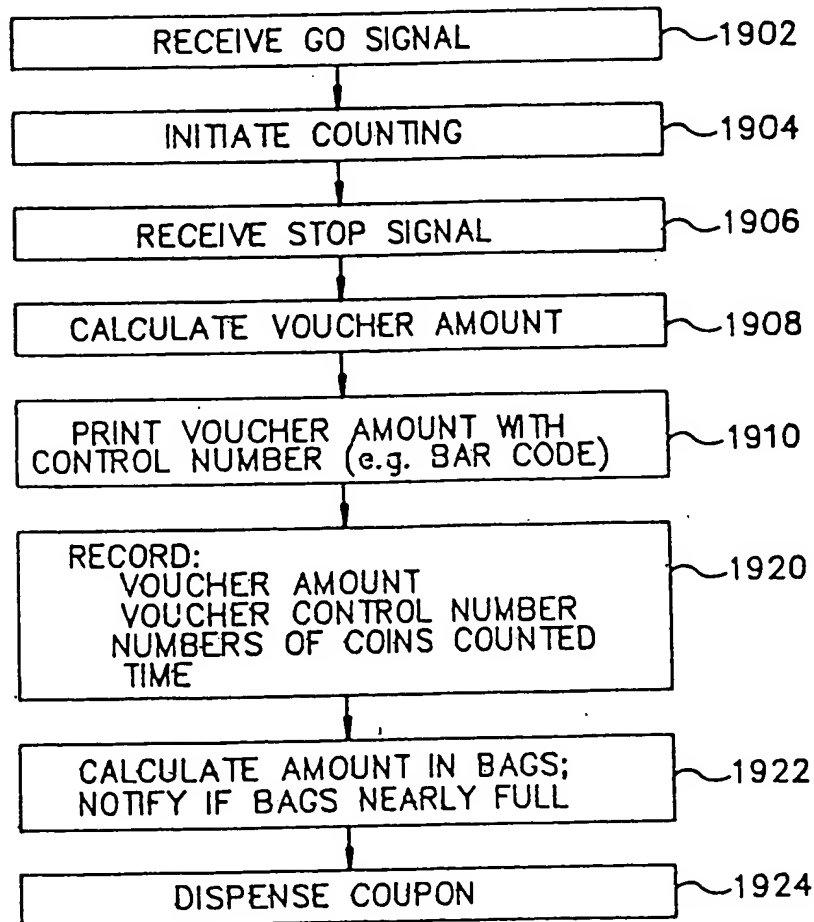 RECEIVE GO SIGNAL
1902
INITIATE COUNTING
1904
RECEIVE STOP SIGNAL
1906
CALCULATE VOUCHER AMOUNT
1908
PRINT VOUCHER AMOUNT WITH
CONTROL NUMBER (e.g. BAR CODE)
1910
RECORD:
VOUCHER AMOUNT
VOUCHER CONTROL NUMBER
NUMBERS OF COINS COUNTED
TIME
1920
CALCULATE AMOUNT IN BAGS;
NOTIFY IF BAGS NEARLY FULL
1922
DISPENSE COUPON
1924